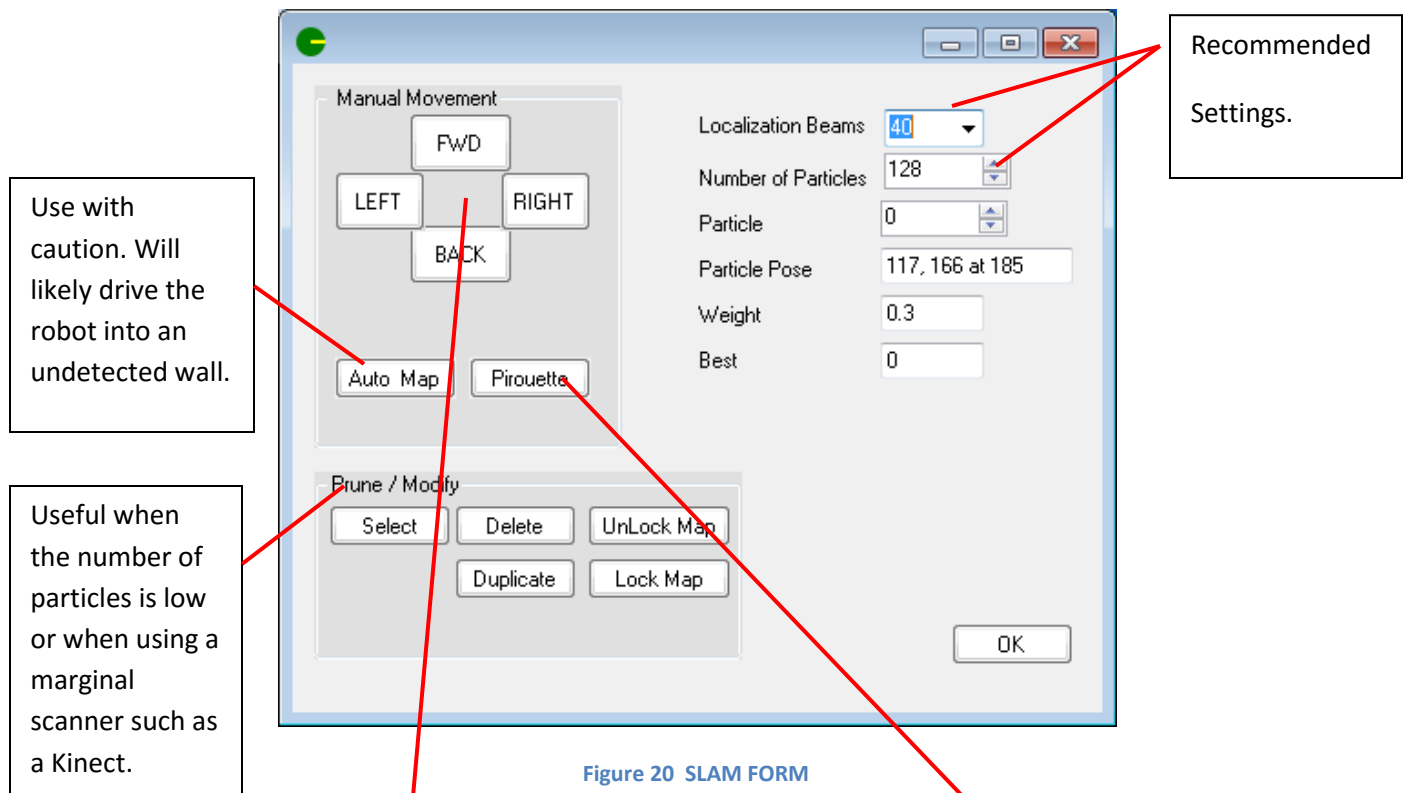 Recommended
Settings.
Manual Movement
FWD
LEFT
RIGHT
BACK
Auto Map
Pirouette
Localization Beams
40
Number of Particles
128
Particle
0
Particle Pose
117, 166 at 185
Weight
0.3
Best
0
Use with
caution. Will
likely drive the
robot into an
undetected wall.
Prune / Modify
Select
Delete
UnLock Map
Duplicate
Lock Map
OK
Useful when
the number of
particles is low
or when using a
marginal
scanner such as
a Kinect.
Figure 20 SLAM FORM